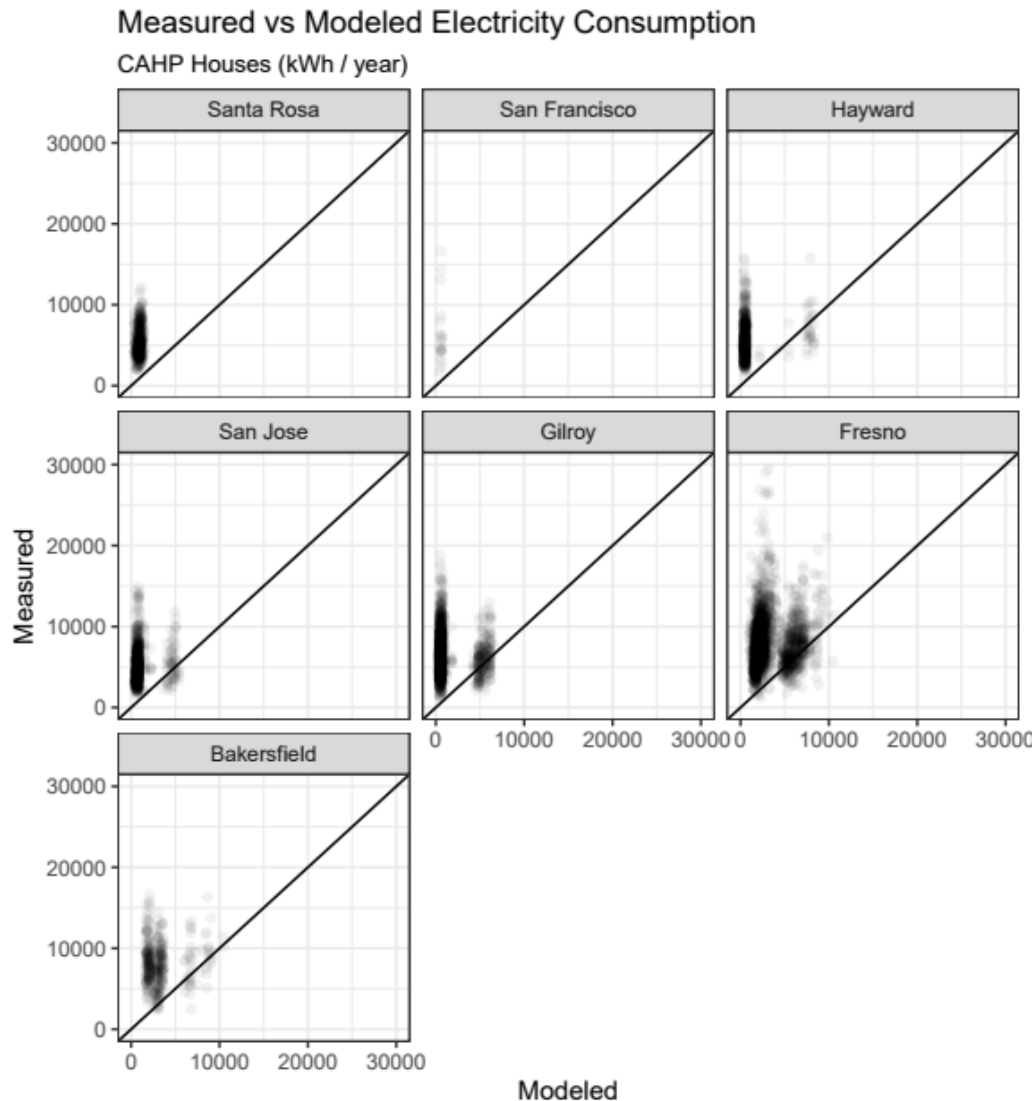 Measured vs Modeled Electricity Consumption
CAHP Houses (kWh / year)
Santa Rosa
San Francisco
Hayward
30000
20000
10000
0
San Jose
Gilroy
Fresno
30000
20000
10000
0
0 10000 20000 30000
0 10000 20000 30000
Bakersfield
30000
20000
10000
0
0 10000 20000 30000
Measured
Modeled